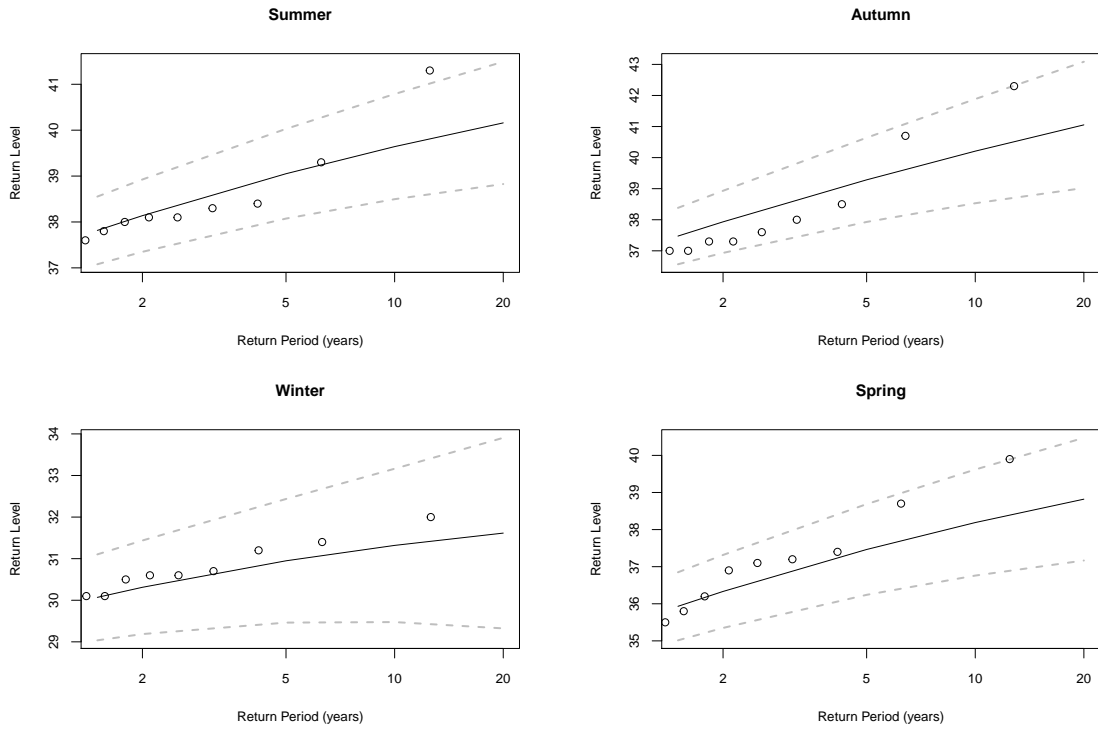 Summer
Return Level
41
40
39
38
37
2 5 10 20
Return Period (years)
Autumn
Return Level
43
42
41
40
39
38
37
2 5 10 20
Return Period (years)
Winter
Return Level
34
33
32
31
30
29
2 5 10 20
Return Period (years)
Spring
Return Level
40
39
38
37
36
35
2 5 10 20
Return Period (years)